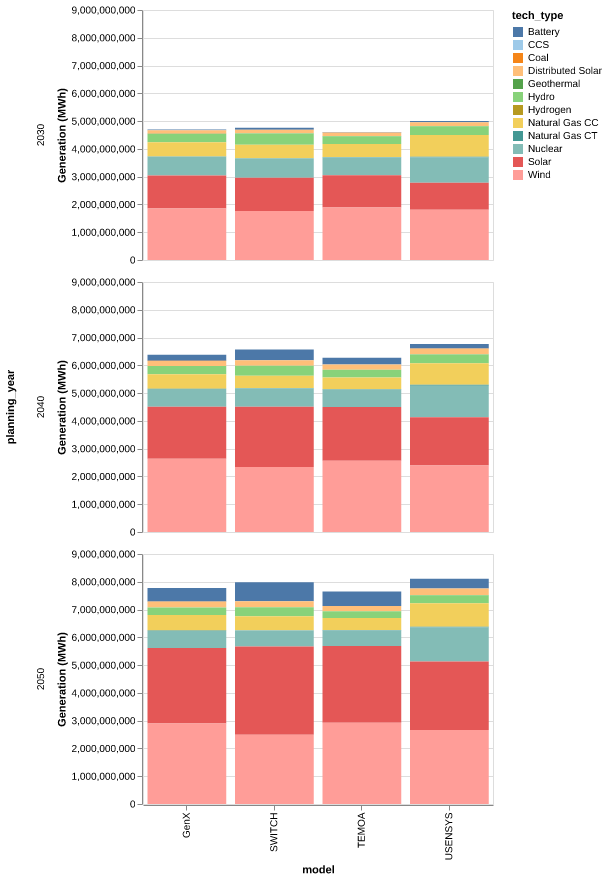 9,000,000,000
8,000,000,000
7,000,000,000
6,000,000,000
5,000,000,000
4,000,000,000
3,000,000,000
2,000,000,000
1,000,000,000
0
Generation (MWh)
2030
tech_type
Battery
CCS
Coal
Distributed Solar
Geothermal
Hydro
Hydrogen
Natural Gas CC
Natural Gas CT
Nuclear
Solar
Wind
9,000,000,000
8,000,000,000
7,000,000,000
6,000,000,000
5,000,000,000
4,000,000,000
3,000,000,000
2,000,000,000
1,000,000,000
0
Generation (MWh)
2040
planning_year
9,000,000,000
8,000,000,000
7,000,000,000
6,000,000,000
5,000,000,000
4,000,000,000
3,000,000,000
2,000,000,000
1,000,000,000
0
Generation (MWh)
2050
GenX
SWITCH
TEMOA
USENSYS
model